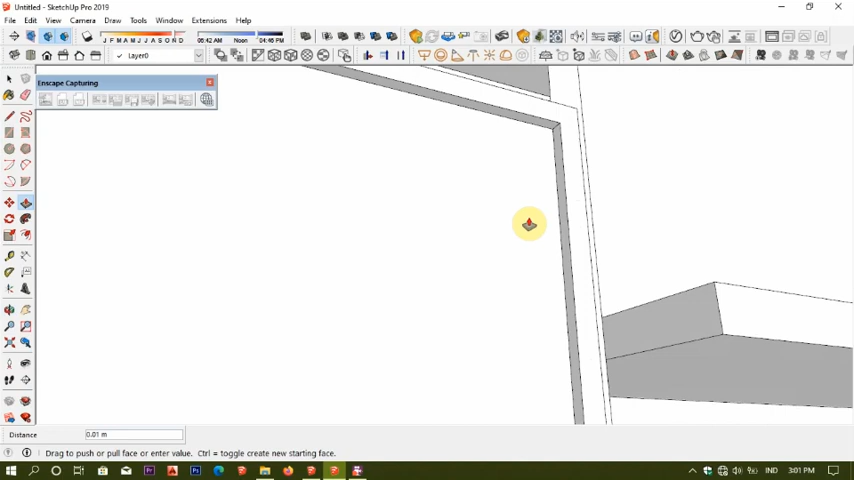 Untitled - SketchUp Pro 2019
File Edit View Camera Draw Tools Window Extensions Help
J F M A M J J A S O N D
06:42 AM Noon 04:46 PM
Layer0
Enscape Capturing
Distance 0.01 m
Drag to push or pull face or enter value. Ctrl = toggle create new starting face.
IND 3:01 PM